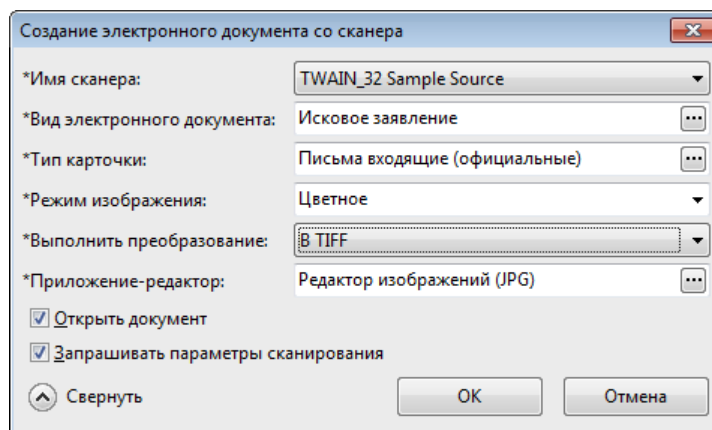 Создание электронного документа со сканера
*Имя сканера: TWAIN_32 Sample Source
*Вид электронного документа: Исковое заявление
*Тип карточки: Письма входящие (официальные)
*Режим изображения: Цветное
*Выполнить преобразование: В TIFF
*Приложение-редактор: Редактор изображений (JPG)
Открыть документ
Запрашивать параметры сканирования
Свернуть OK Отмена